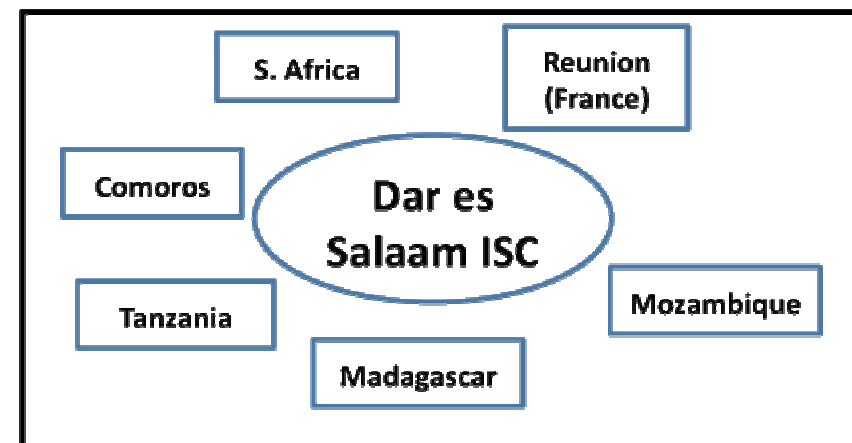 S. Africa
Reunion
(France)
Comoros
Dar es
Salaam ISC
Tanzania
Mozambique
Madagascar